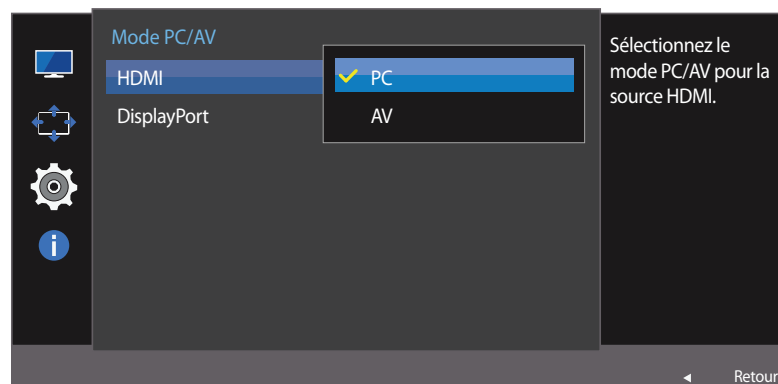 Mode PC/AV
HDMI
PC
DisplayPort
AV
Sélectionnez le
mode PC/AV pour la
source HDMI.
Retour